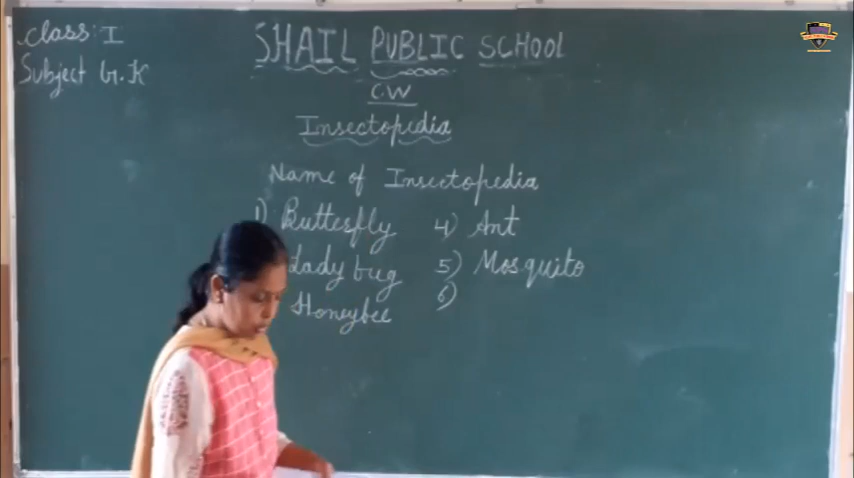 class: I
Subject G.K
SHAIL PUBLIC SCHOOL
C.W
Insectopedia
Name of Insectopedia
1) Butterfly 4) Ant
Lady bug 5) Mosquito
Honeybee 6)